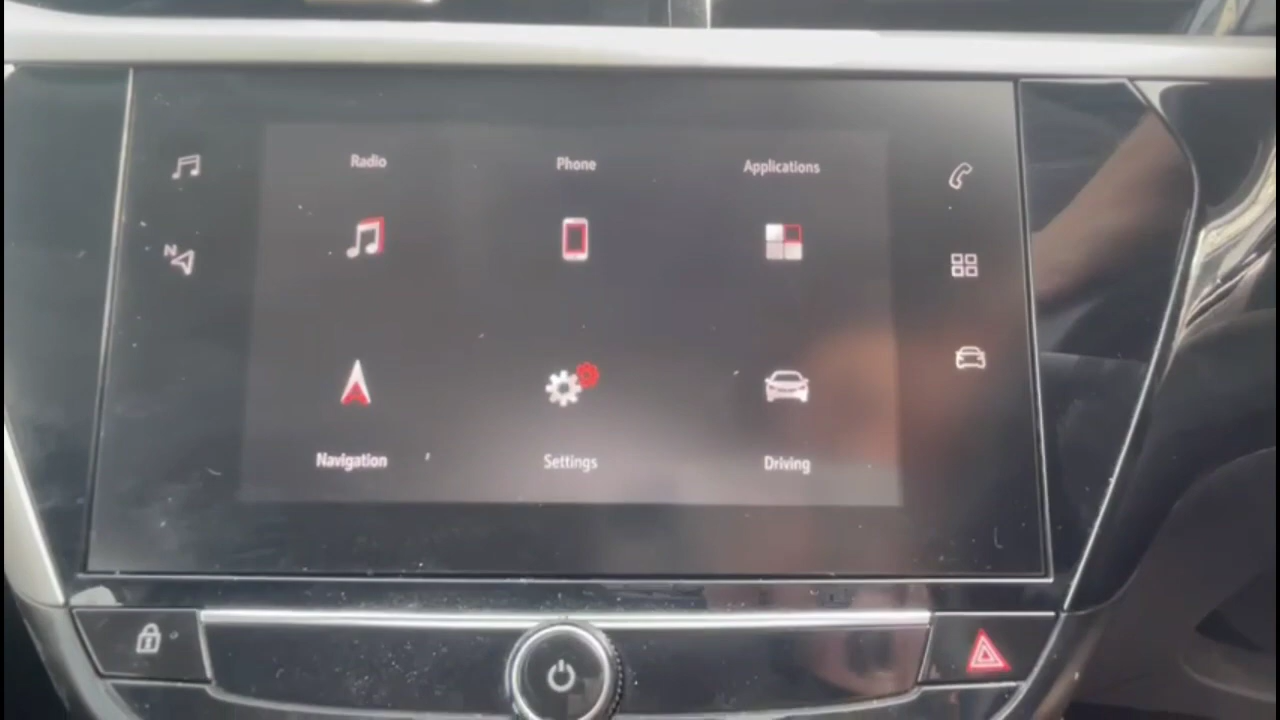 Radio
Phone
Applications
N
Navigation
Settings
Driving